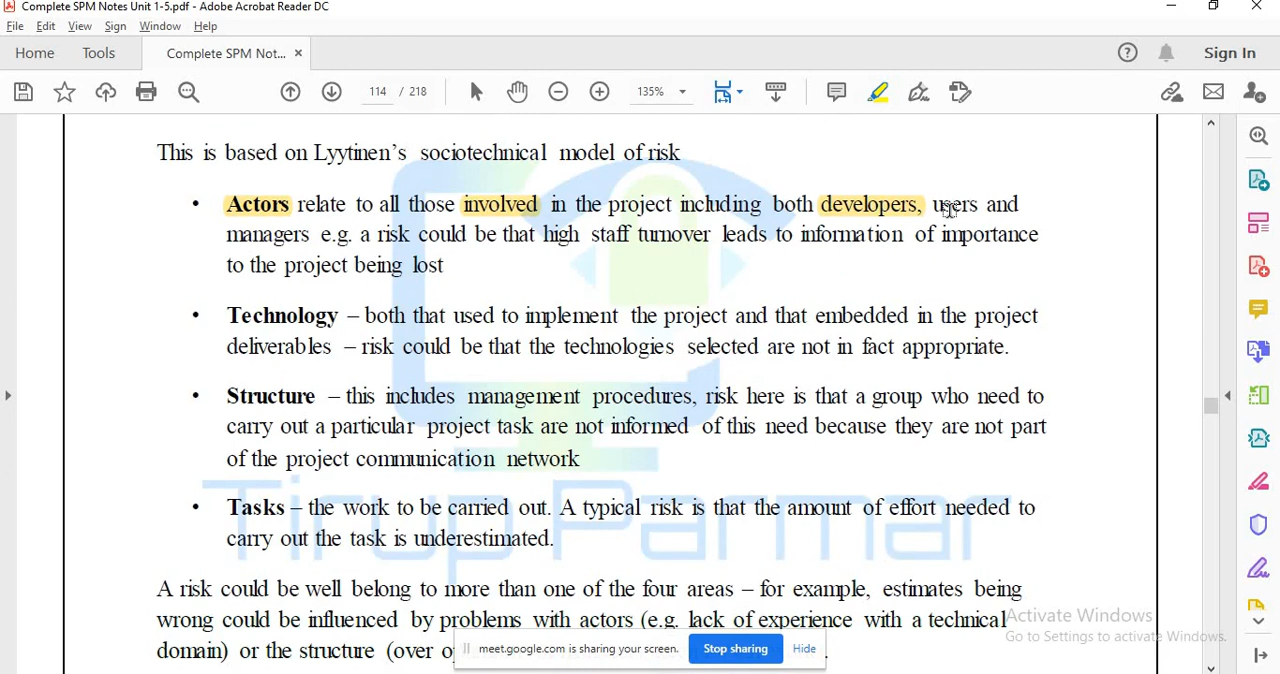 Complete SPM Notes Unit 1-5.pdf - Adobe Acrobat Reader DC
File Edit View Sign Window Help
Home Tools Complete SPM Not... × Sign In
114 / 218 135%
This is based on Lyytinen's sociotechnical model of risk
• Actors relate to all those involved in the project including both developers, users and
managers e.g. a risk could be that high staff turnover leads to information of importance
to the project being lost
• Technology – both that used to implement the project and that embedded in the project
deliverables – risk could be that the technologies selected are not in fact appropriate.
• Structure – this includes management procedures, risk here is that a group who need to
carry out a particular project task are not informed of this need because they are not part
of the project communication network
Tirup Parmar
• Tasks – the work to be carried out. A typical risk is that the amount of effort needed to
carry out the task is underestimated.
A risk could be well belong to more than one of the four areas – for example, estimates being
wrong could be influenced by problems with actors (e.g. lack of experience with a technical
domain) or the structure (over
Activate Windows
Go to Settings to activate Windows.
meet.google.com is sharing your screen. Stop sharing Hide